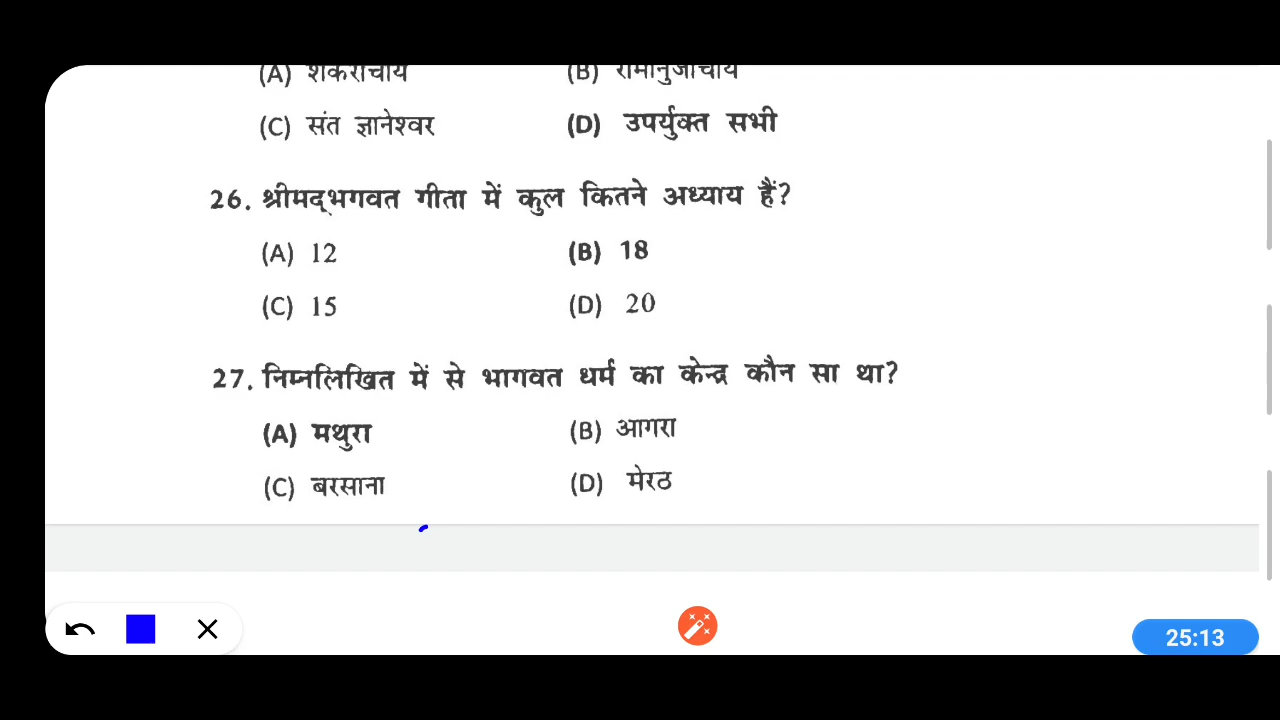 (A) शंकराचार्य (B) रामानुजाचार्य
(C) संत ज्ञानेश्वर (D) उपर्युक्त सभी
26. श्रीमद्भगवत गीता में कुल कितने अध्याय हैं?
(A) 12 (B) 18
(C) 15 (D) 20
27. निम्नलिखित में से भागवत धर्म का केन्द्र कौन सा था?
(A) मथुरा (B) आगरा
(C) बरसाना (D) मेरठ
25:13